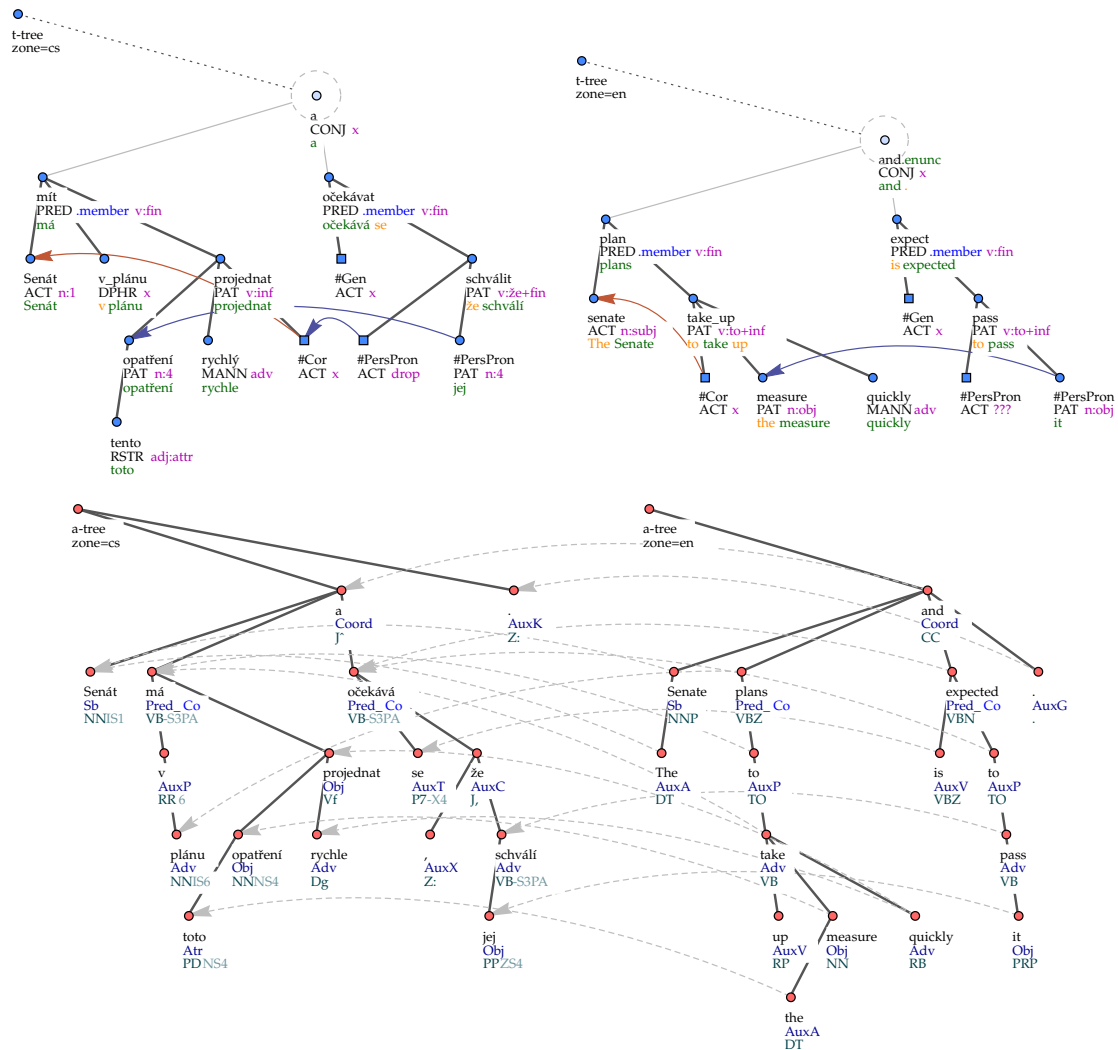 t-tree
zone=cs
a
CONJ x
a
mít
PRED .member v:fin
má
očekávat
PRED .member v:fin
očekává se
Senát
ACT n:1
Senát
v_plánu
DPHR x
v plánu
projednat
PAT v:inf
projednat
#Gen
ACT x
schválit
PAT v:že+fin
že schválí
opatření
PAT n:4
opatření
rychlý
MANN adv
rychle
#Cor
ACT x
#PersPron
ACT drop
#PersPron
PAT n:4
jej
tento
RSTR adj:attr
toto
t-tree
zone=en
and.enunc
CONJ x
and .
plan
PRED .member v:fin
plans
expect
PRED .member v:fin
is expected
senate
ACT n:subj
The Senate
take_up
PAT v:to+inf
to take up
#Gen
ACT x
pass
PAT v:to+inf
to pass
#Cor
ACT x
measure
PAT n:obj
the measure
quickly
MANN adv
quickly
#PersPron
ACT ???
#PersPron
PAT n:obj
it
a-tree
zone=cs
a
Coord
J^
.
AuxK
Z:
Senát
Sb
NNIS1
má
Pred_Co
VB-S3PA
očekává
Pred_Co
VB-S3PA
v
AuxP
RR 6
projednat
Obj
Vf
se
AuxT
P7-X4
že
AuxC
J,
plánu
Adv
NNIS6
opatření
Obj
NNNS4
rychle
Adv
Dg
,
AuxX
Z:
schválí
Adv
VB-S3PA
toto
Atr
PDNS4
jej
Obj
PPZS4
a-tree
zone=en
and
Coord
CC
Senate
Sb
NNP
plans
Pred_Co
VBZ
expected
Pred_Co
VBN
.
AuxG
.
The
AuxA
DT
to
AuxP
TO
is
AuxV
VBZ
to
AuxP
TO
take
Adv
VB
pass
Adv
VB
up
AuxV
RP
measure
Obj
NN
quickly
Adv
RB
it
Obj
PRP
the
AuxA
DT